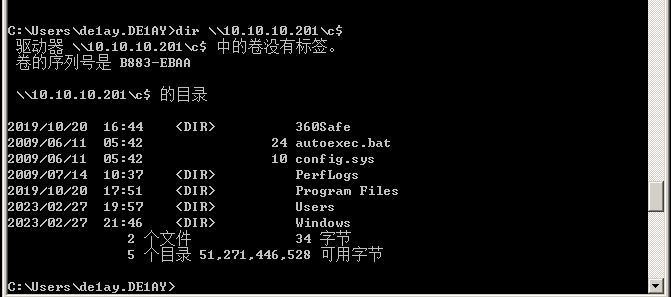 C:\Users\de1ay.DE1AY>dir \\10.10.10.201\c$
驱动器 \\10.10.10.201\c$ 中的卷没有标签。
卷的序列号是 B883-EBAA
\\10.10.10.201\c$ 的目录
2019/10/20  16:44    <DIR>          360Safe
2009/06/11  05:42                24 autoexec.bat
2009/06/11  05:42                10 config.sys
2009/07/14  10:37    <DIR>          PerfLogs
2019/10/20  17:51    <DIR>          Program Files
2023/02/27  19:57    <DIR>          Users
2023/02/27  21:46    <DIR>          Windows
2 个文件             34 字节
5 个目录 51,271,446,528 可用字节
C:\Users\de1ay.DE1AY>